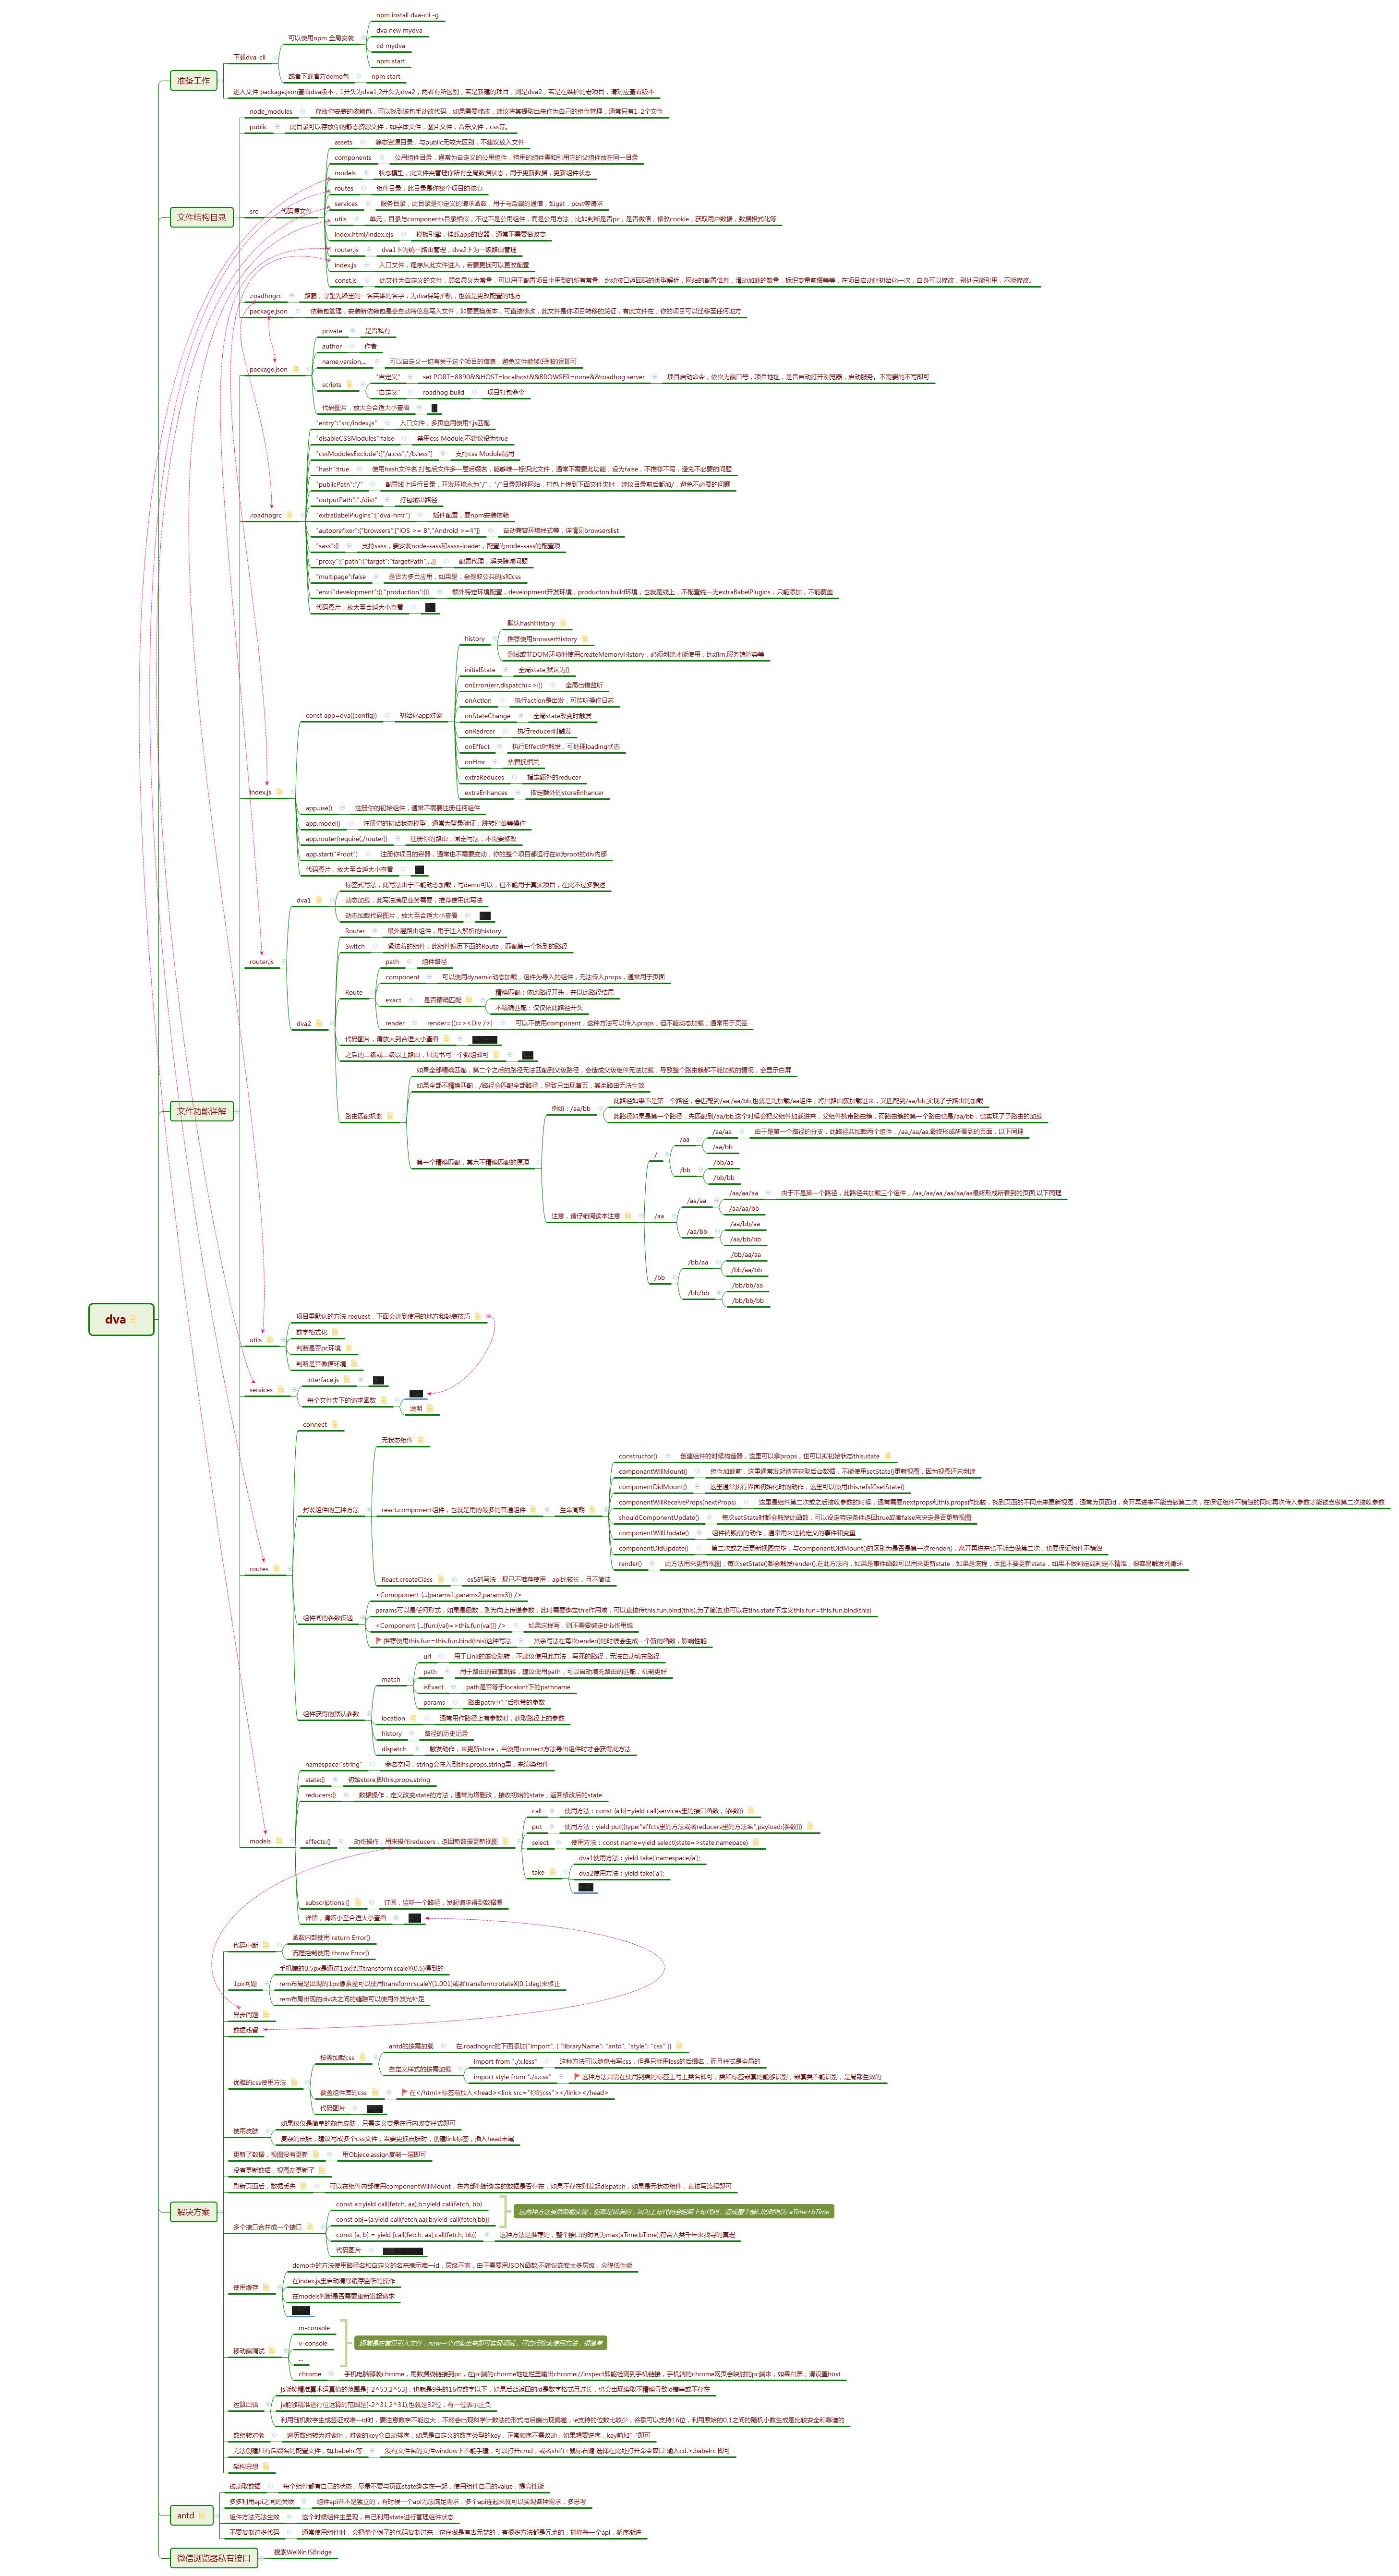 dva
准备工作
下载dva-cli
可以使用npm 全局安装
npm install dva-cli -g
dva new mydva
cd mydva
npm start
或者下载官方demo包
npm start
进入文件 package.json查看dva版本，1开头为dva1,2开头为dva2，两者有所区别，若是新建的项目，则是dva2，若是在维护的老项目，请对应查看版本
文件结构目录
node_modules
存放你安装的依赖包，可以找到该包手动改代码，如果需要修改，建议将其提取出来作为自己的组件管理，通常只有1-2个文件
public
此目录可以存放你的静态资源文件，如字体文件，图片文件，音乐文件，css等。
src
代码源文件
assets
静态资源目录，与public无较大区别，不建议放入文件
components
公用组件目录，通常为自定义的公用组件，特用的组件需和引用它的父组件放在同一目录
models
状态模型，此文件夹管理你所有全局数据状态，用于更新数据，更新组件状态
routes
组件目录，此目录是你整个项目的核心
services
服务目录，此目录是你定义的请求函数，用于与后端的通信，如get，post等请求
utils
单元，目录与components目录相似，不过不是公用组件，而是公用方法，比如判断是否pc，是否微信，修改cookie，获取用户数据，数据格式化等
index.html/index.ejs
模板引擎，挂载app的容器，通常不需要做改变
router.js
dva1下为统一路由管理，dva2下为一级路由管理
index.js
入口文件，程序从此文件进入，若要更换可以更改配置
const.js
此文件为自定义的文件，顾名思义为常量，可以用于配置项目中用到的所有常量。比如接口返回码的类型解析，网站的配置信息，滑动加载的数量，标识变量前缀等等，在项目启动时初始化一次，自身可以修改，别处只能引用，不能修改。
.roadhogrc
路霸，守望先锋里的一名英雄的名字，为dva保驾护航，也就是更改配置的地方
package.json
依赖包管理，安装新依赖包是会自动将信息写入文件，如要更换版本，可直接修改，此文件是你项目转移的凭证，有此文件在，你的项目可以迁移至任何地方
文件功能详解
package.json
private
是否私有
author
作者
name,version,...
可以自定义一切有关于这个项目的信息，避免文件能够识别的词即可
scripts
"自定义"
set PORT=8890&&HOST=localhost&&BROWSER=none&&roadhog server
项目启动命令，依次为端口号，项目地址，是否自动打开浏览器，启动服务。不需要的不写即可
"自定义"
roadhog build
项目打包命令
代码图片，放大至合适大小查看
.roadhogrc
"entry":"src/index.js"
入口文件，多页应用使用*.js匹配
"disableCSSModules":false
禁用css Module,不建议设为true
"cssModulesExclude":["/a.css","/b.less"]
支持css Module混用
"hash":true
使用hash文件名,打包后文件多一层后缀名，能够唯一标识此文件，通常不需要此功能，设为false，不推荐不写，避免不必要的问题
"publicPath":"/"
配置线上运行目录，开发环境永为"/"，"/"目录即你网站，打包上传到下面文件夹时，建议目录前后都加/，避免不必要的问题
"outputPath":"./dist"
打包输出路径
"extraBabelPlugins":["dva-hmr"]
插件配置，要npm安装依赖
"autoprefixer":{"browsers":["iOS >= 8","Android >=4"]}
自动兼容环境样式等，详情见browserslist
"sass":{}
支持sass，要安装node-sass和sass-loader，配置为node-sass的配置项
"proxy":{"path":{"target":"targetPath",...}}
配置代理，解决跨域问题
"multipage":false
是否为多页应用，如果是，会提取公共的js和css
"env:{"development":{},"production":{}}
额外特定环境配置，development开发环境，producton:build环境，也就是线上，不配置统一为extraBabelPlugins，只能添加，不能覆盖
代码图片，放大至合适大小查看
index.js
const app=dva({config})
初始化app对象
history
默认hashHistory
推荐使用browserHistory
测试或非DOM环境时使用createMemoryHistory，必须创建才能使用，比如rn,服务端渲染等
initialState
全局state,默认为{}
onError((err,dispatch)=>{})
全局出错监听
onAction
执行action是出发，可监听操作日志
onStateChange
全局state改变时触发
onRedrcer
执行reducer时触发
onEffect
执行Effect时触发，可处理loading状态
onHmr
热替换相关
extraReduces
指定额外的reducer
extraEnhances
指定额外的storeEnhancer
app.use()
注册你的初始组件，通常不需要注册任何组件
app.model()
注册你的初始状态模型，通常为登录验证，跳转拦截等操作
app.router(require(./router))
注册你的路由，固定写法，不需要修改
app.start("#root")
注册你项目的容器，通常也不需要变动，你的整个项目都运行在id为root的div内部
代码图片，放大至合适大小查看
router.js
dva1
标签式写法，此写法由于不能动态加载，写demo可以，但不能用于真实项目，在此不过多赘述
动态加载，此写法满足业务需要，推荐使用此写法
动态加载代码图片，放大至合适大小查看
dva2
Router
最外层路由组件，用于注入解析的history
Switch
紧接着的组件，此组件遍历下面的Route，匹配第一个找到的路径
Route
path
组件路径
component
可以使用dynamic动态加载，组件为导入的组件，无法传入props，通常用于页面
exact
是否精确匹配
精确匹配：依此路径开头，并以此路径结尾
不精确匹配：仅仅依此路径开头
render
render={()=><Div />}
可以不使用component，这种方法可以传入props，但不能动态加载，通常用于页签
代码图片，请放大到合适大小查看
之后的二级或二级以上路由，只需书写一个数组即可
路由匹配机制
如果全部精确匹配，第二个之后的路径无法匹配到父级路径，会造成父级组件无法加载，导致整个路由簇都不能加载的情况，会显示白屏
如果全部不精确匹配，/路径会匹配全部路径，导致只出现首页，其余路由无法生效
第一个精确匹配，其余不精确匹配的原理
例如：/aa/bb
此路径如果不是第一个路径，会匹配到/aa,/aa/bb,也就是先加载/aa组件，将其路由簇加载进来，又匹配到/aa/bb,实现了子路由的加载
此路径如果是第一个路径，先匹配到/aa/bb,这个时候会把父组件加载进来，父组件携带路由簇，而路由簇的第一个路由也是/aa/bb，也实现了子路由的加载
注意，请仔细阅读本注意
/
/aa
/aa/aa
由于是第一个路径的分支，此路径共加载两个组件，/aa,/aa/aa,最终形成所看到的页面，以下同理
/aa/bb
/bb
/bb/aa
/bb/bb
/aa
/aa/aa
/aa/aa/aa
由于不是第一个路径，此路径共加载三个组件，/aa,/aa/aa,/aa/aa/aa最终形成所看到的页面,以下同理
/aa/aa/bb
/aa/bb
/aa/bb/aa
/aa/bb/bb
/bb
/bb/aa
/bb/aa/aa
/bb/aa/bb
/bb/bb
/bb/bb/aa
/bb/bb/bb
utils
项目里默认的方法 request，下面会讲到使用的地方和封装技巧
数字格式化
判断是否pc环境
判断是否微信环境
services
interface.js
每个文件夹下的请求函数
说明
routes
connect
封装组件的三种方法
无状态组件
react.component组件，也就是用的最多的普通组件
生命周期
constructor()
创建组件的时候构造器，这里可以拿props，也可以拟初始状态this.state
componentWillMount()
组件加载前，这里通常发起请求获取后台数据，不能使用setState()更新视图，因为视图还未创建
componentDidMount()
这里通常执行界面初始化时的动作，这里可以使用this.refs和setState()
componentWillReceiveProps(nextProps)
这里是组件第二次或之后接收参数的时候，通常需要nextprops和this.props作比较，找到页面的不同点来更新视图，通常为页面id，离开再进来不能当做第二次，在保证组件不销毁的同时再次传入参数才能被当做第二次接收参数
shouldComponentUpdate()
每次setState时都会触发此函数，可以设定特定条件返回true或者false来决定是否更新视图
componentWillUpdate()
组件销毁前的动作，通常用来注销定义的事件和变量
componentDidUpdate()
第二次或之后更新视图完毕，与componentDidMount()的区别为是否是第一次render()，离开再进来也不能当做第二次，也要保证组件不销毁
render()
此方法用来更新视图，每次setState()都会触发render(),在此方法内，如果是事件函数可以用来更新state，如果是流程，尽量不要更新state，如果不做判定或判定不精准，很容易触发死循环
React.createClass
es5的写法，现已不推荐使用，api比较长，且不简洁
组件间的参数传递
<Comoponent {...{params1,params2,params3}} />
params可以是任何形式，如果是函数，则为向上传递参数，此时需要绑定this作用域，可以直接传this.fun.bind(this),为了简洁,也可以在tihs.state下定义this.fun=this.fun.bind(this)
<Component {...{fun:(val)=>this.fun(val)}} />
如果这样写，则不需要绑定this作用域
推荐使用this.fun=this.fun.bind(this)这种写法
其余写法在每次render()的时候会生成一个新的函数，影响性能
组件获得的默认参数
match
url
用于Link的嵌套跳转，不建议使用此方法，写死的路径，无法自动填充路径
path
用于路由的嵌套跳转，建议使用path，可以自动填充路由的匹配，机制更好
isExact
path是否等于locaiont下的pathname
params
路由path中":"后携带的参数
location
通常用作路径上有参数时，获取路径上的参数
history
路径的历史记录
dispatch
触发动作，来更新store，当使用connect方法导出组件时才会获得此方法
models
namespace:"string"
命名空间，string会注入到tihs.props.string里，来渲染组件
state:{}
初始store,即this.props.string
reducers:{}
数据操作，定义改变state的方法，通常为增删改，接收初始的state，返回修改后的state
effects:{}
动作操作，用来操作reducers，返回新数据更新视图
call
使用方法：const {a,b}=yield call(services里的接口函数，{参数})
put
使用方法：yield put({type:"effcts里的方法或者reducers里的方法名",payload:{参数}})
select
使用方法：const name=yield select(state=>state.namepace)
take
dva1使用方法：yield take('namespace/a');
dva2使用方法：yield take('a');
subscriptions:{}
订阅，监听一个路径，发起请求得到数据源
详情，请缩小至合适大小查看
解决方案
代码中断
函数内部使用 return Error()
流程控制使用 throw Error()
1px问题
手机端的0.5px是通过1px经过transform:scaleY(0.5)得到的
rem布局是出现的1px像素差可以使用transform:scaleY(1.001)或者transform:rotateX(0.1deg)来修正
rem布局出现的div块之间的缝隙可以使用外发光补足
异步问题
数据残留
优雅的css使用方法
按需加载css
antd的按需加载
在.roadhogrc的下面添加["import", { "libraryName": "antd", "style": "css" }]
自定义样式的按需加载
import from "./x.less"
这种方法可以随意书写css，但是只能用less的后缀名，而且样式是全局的
import style from "./x.css"
这种方法只需在使用到类的标签上写上类名即可，类和标签嵌套的能够识别，嵌套类不能识别，是局部生效的
覆盖组件库的css
在</html>标签前加入<head><link src="你的css"></link></head>
代码图片
使用皮肤
如果仅仅是简单的颜色皮肤，只需定义变量在行内改变样式即可
复杂的皮肤，建议写成多个css文件，当要更换皮肤时，创建link标签，插入head末尾
更新了数据，视图没有更新
用Objece.assign复制一层即可
没有更新数据，视图却更新了
刷新页面后，数据丢失
可以在组件内部使用componentWillMount，在内部判断绑定的数据是否存在，如果不存在则发起dispatch，如果是无状态组件，直接写流程即可
多个接口合并成一个接口
const a=yield call(fetch, aa),b=yield call(fetch, bb)
const obj={a:yield call(fetch,aa),b:yield call(fetch,bb)}
这两种方法虽然都能实现，但都是错误的，因为上句代码会阻断下句代码，造成整个接口的时间为 aTime+bTime
const [a, b] = yield [call(fetch, aa),call(fetch, bb)]
这种方法是推荐的，整个接口的时间为max(aTime,bTime),符合人类千年来找寻的真理
代码图片
使用缓存
demo中的方法使用路径名和自定义的名来表示唯一id，层级不高，由于需要用JSON函数,不建议嵌套太多层级，会降低性能
在index.js里启动清除缓存监听的操作
在models判断是否需要重新发起请求
移动端调试
m-console
v-console
...
通常是在首页引入文件，new一个对象出来即可实现调试，可自行搜索使用方法，很简单
chrome
手机电脑都装chrome，用数据线链接到pc，在pc端的chorme地址栏里输出chrome://inspect即能检测到手机链接，手机端的chrome网页会映射的pc端来，如果白屏，请设置host
运算出错
js能够精准算术运算值的范围是[-2^53,2^53]，也就是9头的16位数字以下，如果后台返回的id是数字格式且过长，也会出现读取不精确导致id错率或不存在
js能够精准进行位运算的范围是[-2^31,2^31),也就是32位，有一位表示正负
利用随机数字生成签证或唯一id时，要注意数字不能过大，不然会出现科学计数法的形式与后端出现偏差，ie支持的位数比较少，谷歌可以支持16位，利用原始的0,1之间的随机小数生成是比较安全和靠谱的
数组转对象
遍历数组转为对象时，对象的key会自动排序，如果是自定义的数字类型的key，正常顺序不需改动，如果想要逆序，key前加"-"即可
无法创建只有后缀名的配置文件，如.babelrc等
没有文件名的文件window下不能手建，可以打开cmd，或者shift+鼠标右键 选择在此处打开命令窗口 输入cd.>.babelrc 即可
架构思想
antd
被动取数据
每个组件都有自己的状态，尽量不要与页面state绑定在一起，使用组件自己的value，提高性能
多多利用api之间的关联
组件api并不是独立的，有时候一个api无法满足需求，多个api连起来就可以实现各种需求，多思考
组件方法无法生效
这个时候组件主呈现，自己利用state进行管理组件状态
不要复制过多代码
通常使用组件时，会把整个例子的代码复制过来，这样做是有害无益的，有很多方法都是冗余的，搞懂每一个api，循序渐进
微信浏览器私有接口
搜索WeiXinJSBridge